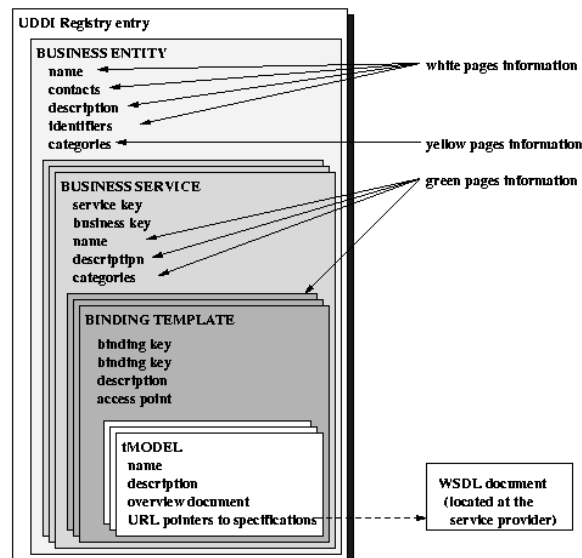 UDDI Registry entry
BUSINESS ENTITY
name
contacts
description
identifiers
categories
white pages information
yellow pages information
green pages information
BUSINESS SERVICE
service key
business key
name
descriptipn
categories
BINDING TEMPLATE
binding key
binding key
description
access point
tMODEL
name
description
overview document
URL pointers to specifications
WSDL document
(located at the
service provider)